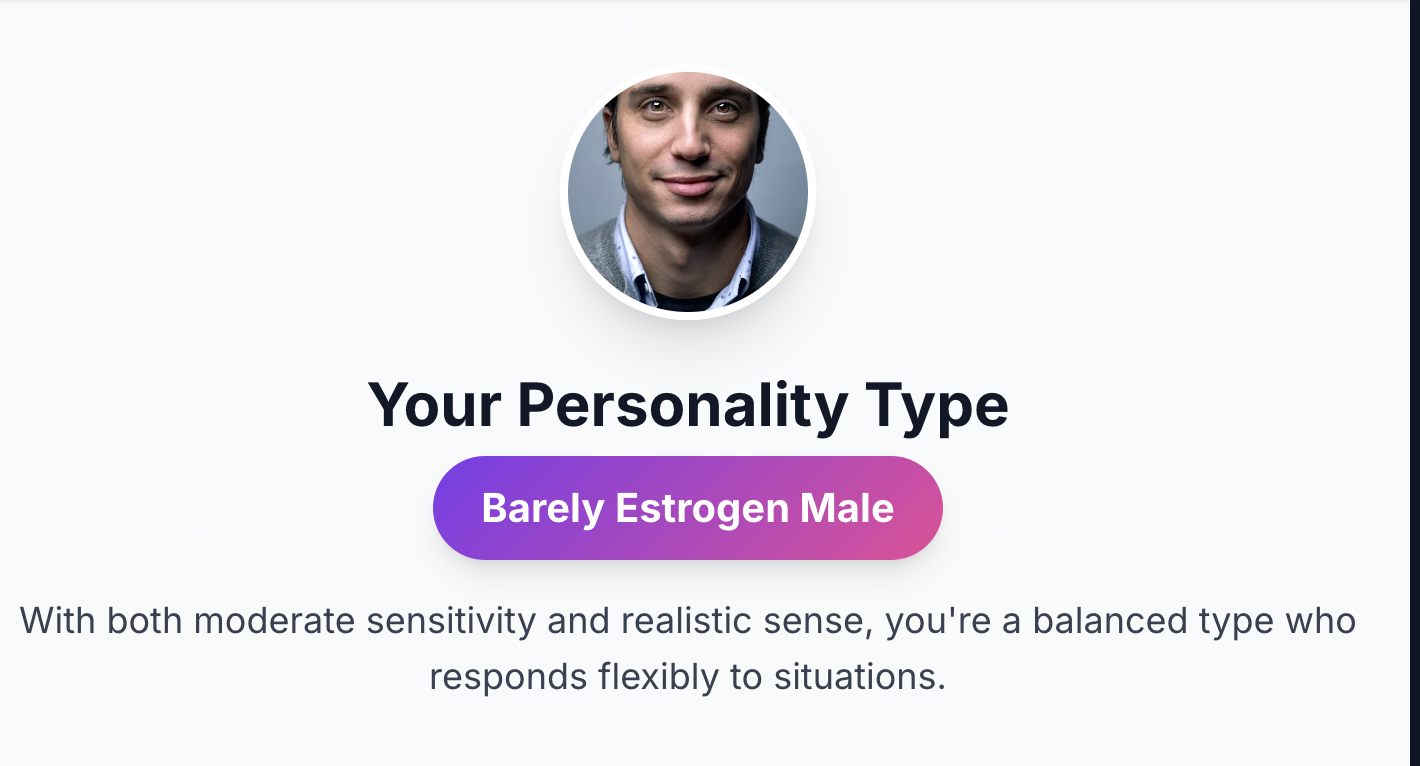 Your Personality Type
Barely Estrogen Male
With both moderate sensitivity and realistic sense, you're a balanced type who
responds flexibly to situations.